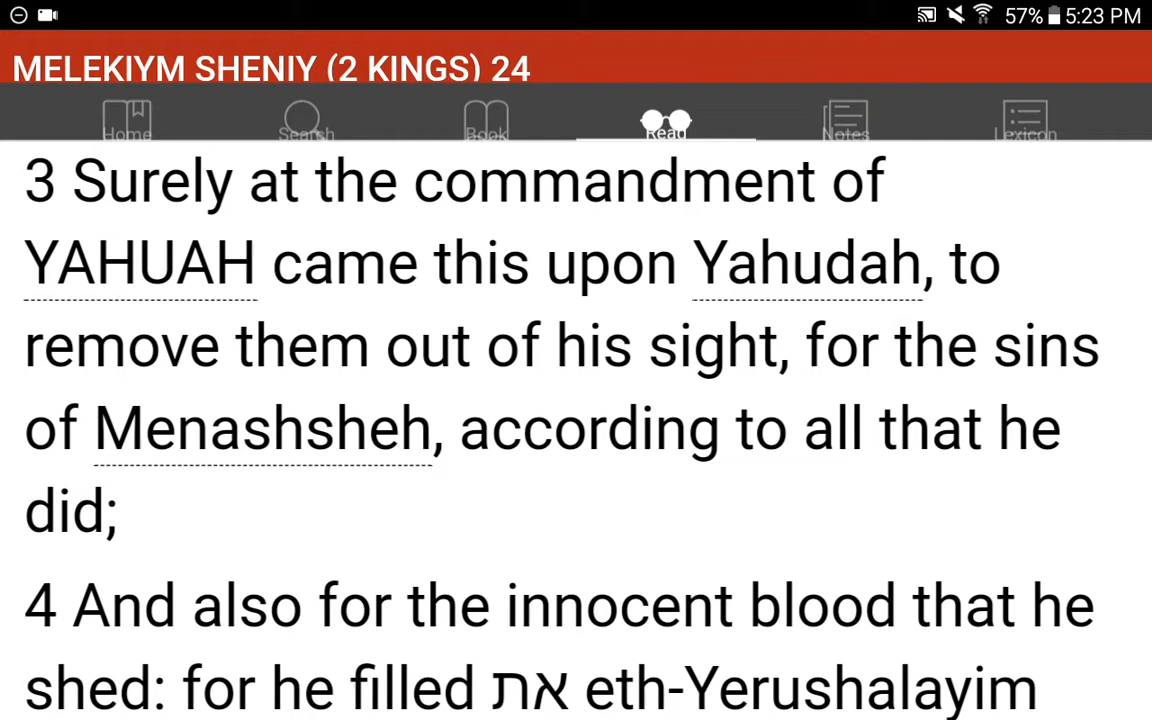 57% 5:23 PM
MELEKIYM SHENIY (2 KINGS) 24
Home Search Book Read Notes Lexicon
3 Surely at the commandment of
YAHUAH came this upon Yahudah, to
remove them out of his sight, for the sins
of Menashsheh, according to all that he
did;
4 And also for the innocent blood that he
shed: for he filled את eth-Yerushalayim